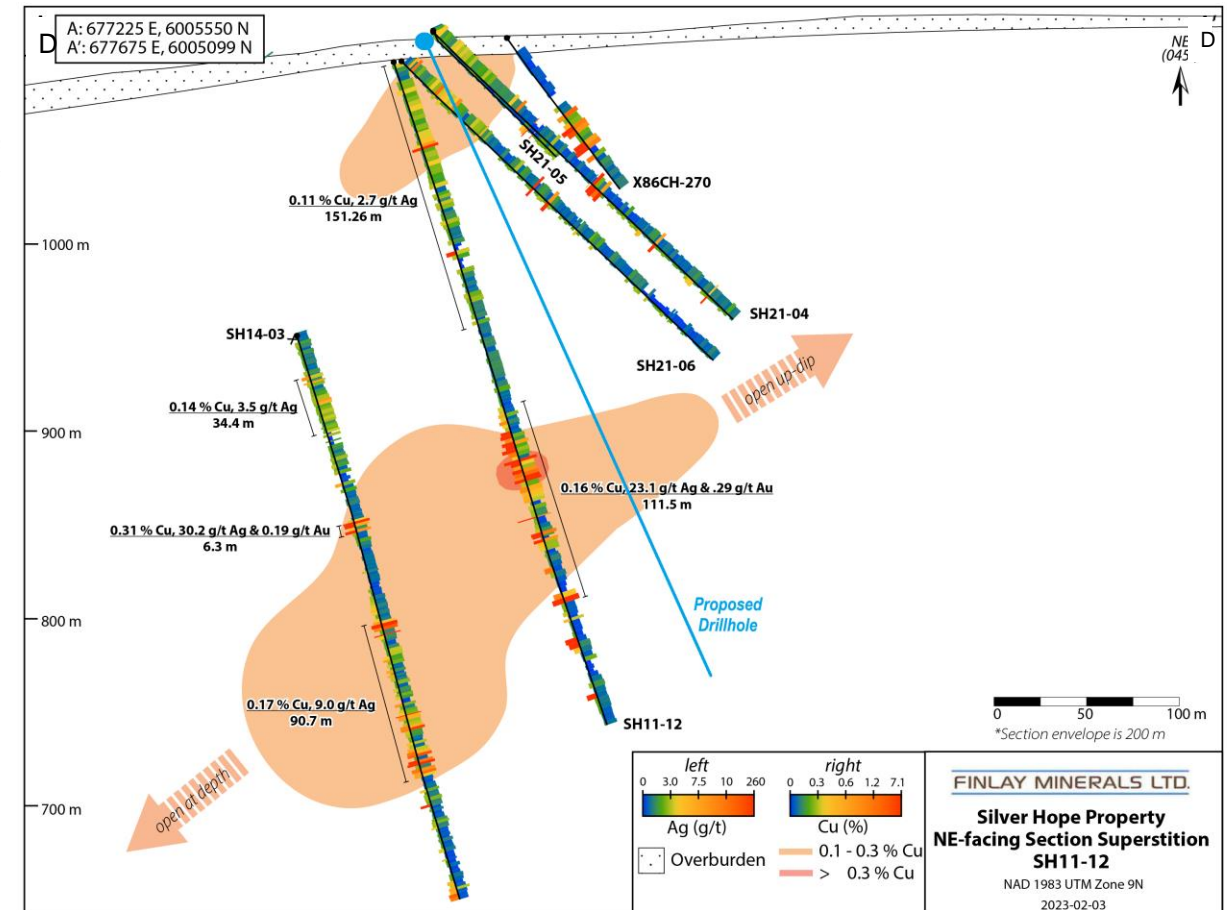 A: 677225 E, 6005550 N
A': 677675 E, 6005099 N
D
D
NE
(045
SH21-05
X86CH-270
0.11 % Cu, 2.7 g/t Ag
151.26 m
1000 m
SH21-04
SH14-03
SH21-06
open up-dip
0.14 % Cu, 3.5 g/t Ag
34.4 m
900 m
0.16 % Cu, 23.1 g/t Ag & .29 g/t Au
111.5 m
0.31 % Cu, 30.2 g/t Ag & 0.19 g/t Au
6.3 m
Proposed
Drillhole
800 m
0.17 % Cu, 9.0 g/t Ag
90.7 m
SH11-12
0 50 100 m
*Section envelope is 200 m
open at depth
700 m
left
0 3.0 7.5 10 260
Ag (g/t)
right
0 0.3 0.6 1.2 7.1
Cu (%)
Overburden
0.1 - 0.3 % Cu
> 0.3 % Cu
FINLAY MINERALS LTD.
Silver Hope Property
NE-facing Section Superstition
SH11-12
NAD 1983 UTM Zone 9N
2023-02-03